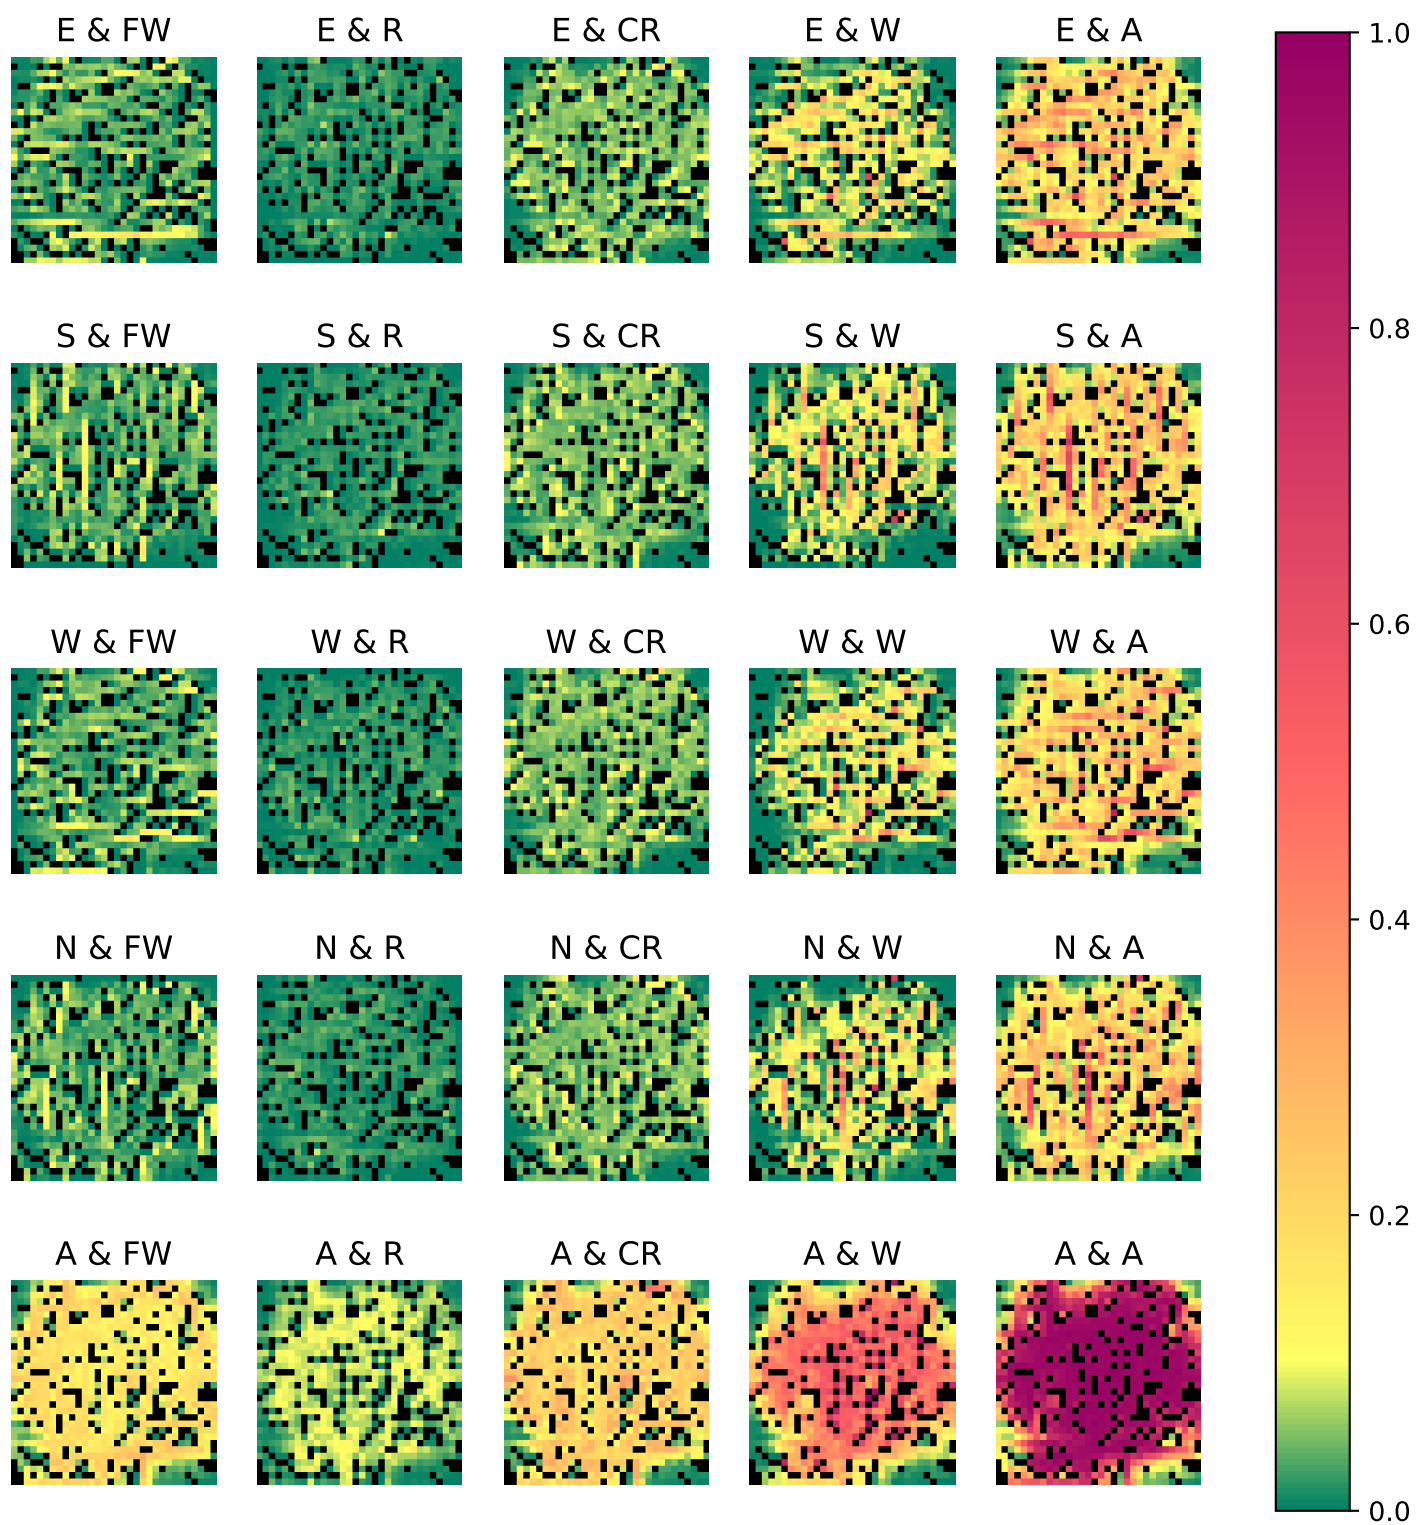 E & FW E & R E & CR E & W E & A
1.0
0.8
S & FW S & R S & CR S & W S & A
0.6
W & FW W & R W & CR W & W W & A
0.4
N & FW N & R N & CR N & W N & A
0.2
A & FW A & R A & CR A & W A & A
0.0